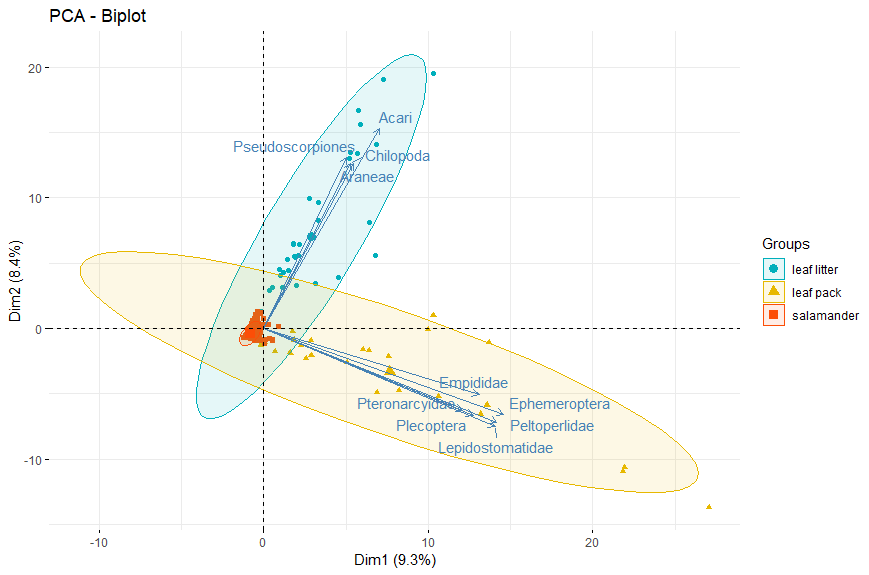 PCA - Biplot
20
10
0
-10
Dim2 (8.4%)
Acari
Pseudoscorpiones
Chilopoda
Araneae
Empididae
Pteronarcyidae
Ephemeroptera
Plecoptera
Peltoperlidae
Lepidostomatidae
-10
0
10
20
Dim1 (9.3%)
Groups
leaf litter
leaf pack
salamander